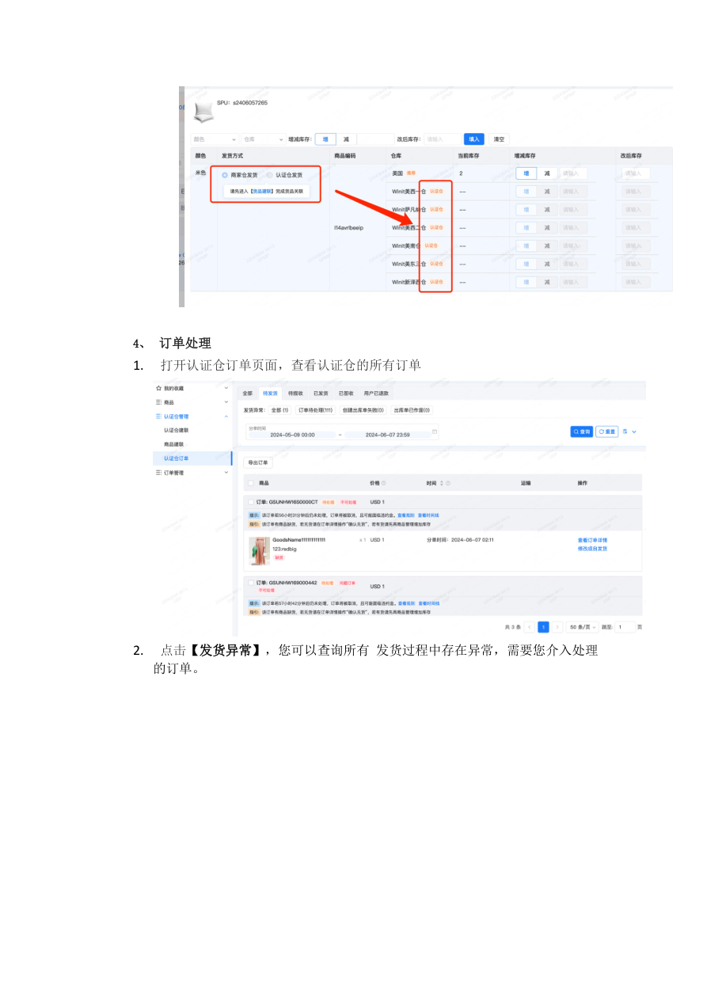 SPU: s2406057265
颜色 仓库 增减库存: 增 减 改后库存: 请输入 填入 清空
颜色 发货方式 商品编码 仓库 当前库存 增减库存 改后库存
米色 商家仓发货 认证仓发货 美国 2 增 减 请输入 请输入
请先进入【货品建联】完成货品关联 Winit美西一仓 认证仓 -- 增 减 请输入 请输入
Winit萨凡纳仓 认证仓 -- 增 减 请输入 请输入
l14avrlbeeip Winit美西二仓 认证仓 -- 增 减 请输入 请输入
Winit美南仓 认证仓 -- 增 减 请输入 请输入
Winit美东三仓 认证仓 -- 增 减 请输入 请输入
Winit新泽西仓 认证仓 -- 增 减 请输入 请输入
4、 订单处理
1. 打开认证仓订单页面，查看认证仓的所有订单
我的收藏
商品
认证仓管理
认证仓建联
商品建联
认证仓订单
订单管理
全部 待发货 待揽收 已发货 已签收 用户已退款
发货异常: 全部 (1) 订单待处理(111) 创建出库单失败(0) 出库单已作废(0)
分单时间
2024-05-09 00:00 - 2024-06-07 23:59 查询 重置
导出订单
商品 价格 时间 运输 操作
订单: GSUNHW16S0000CT 待处理 不可处理 USD 1
提示: 该订单若56小时31分钟后仍未处理，订单将被取消，且可能面临违约金。查看规则 查看时间线
指引: 该订单有商品缺货，若无货请在订单详情操作“确认无货”，若有货请先再商品管理增加库存
GoodsName111111111111 x 1 USD 1 分单时间: 2024-06-07 02:11 查看订单详情
123:redbig 修改成自发货
缺货
订单: GSUNHW169000442 待处理 问题订单 USD 1
不可处理
提示: 该订单若57小时42分钟后仍未处理，订单将被取消，且可能面临违约金。查看规则 查看时间线
指引: 该订单有商品缺货，若无货请在订单详情操作“确认无货”，若有货请先再商品管理增加库存
共 3 条 1 50 条/页 跳至: 1 页
2. 点击【发货异常】，您可以查询所有 发货过程中存在异常，需要您介入处理
的订单。